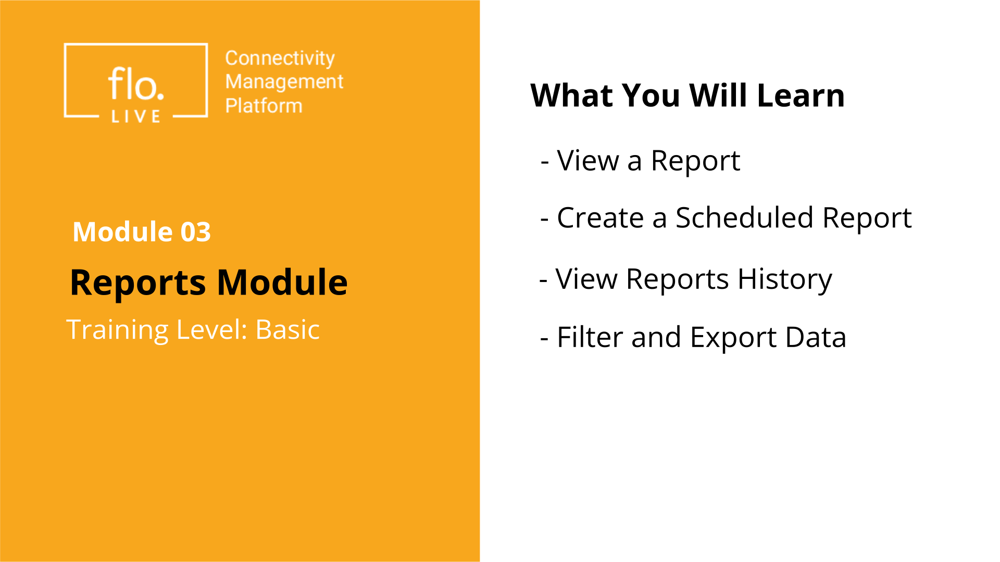 flo.
LIVE
Connectivity
Management
Platform
Module 03
Reports Module
Training Level: Basic
What You Will Learn
- View a Report
- Create a Scheduled Report
- View Reports History
- Filter and Export Data